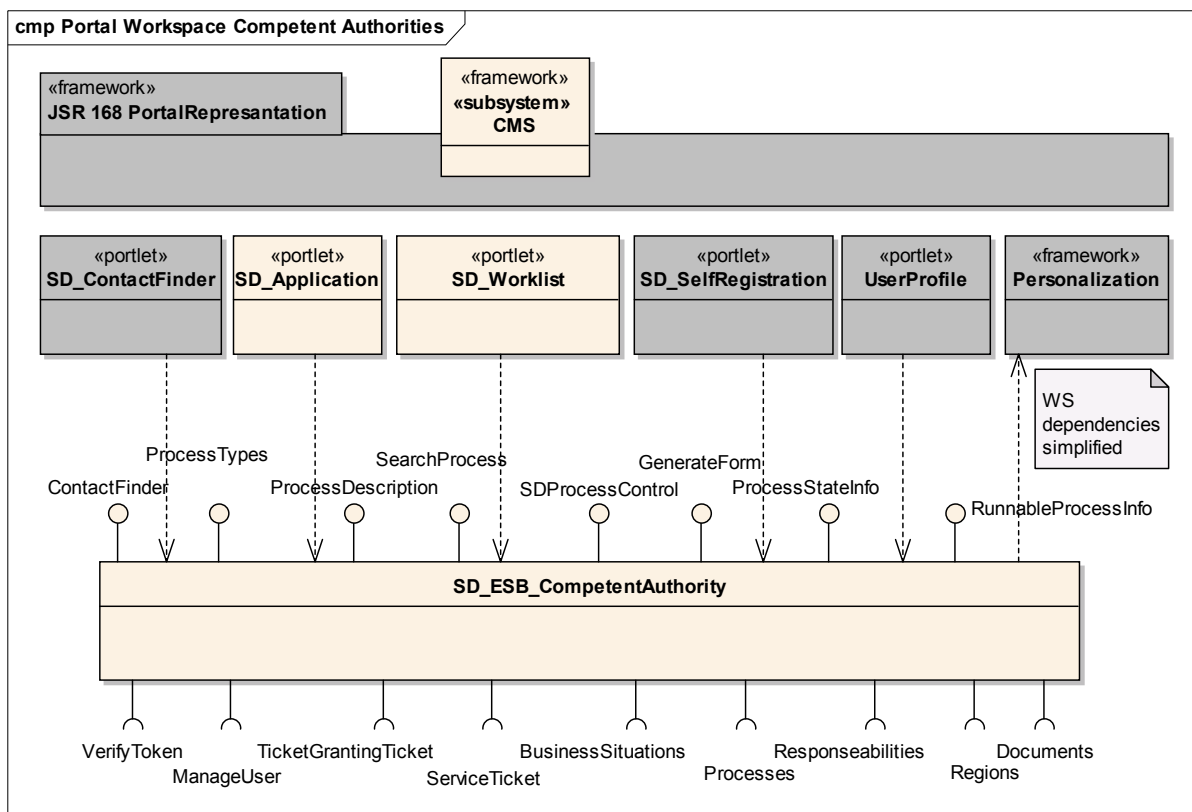 cmp Portal Workspace Competent Authorities
«framework»
JSR 168 PortalRepresantation
«framework»
«subsystem»
CMS
«portlet»
SD_ContactFinder
«portlet»
SD_Application
«portlet»
SD_Worklist
«portlet»
SD_SelfRegistration
«portlet»
UserProfile
«framework»
Personalization
WS
dependencies
simplified
ContactFinder
ProcessTypes
ProcessDescription
SearchProcess
SDProcessControl
GenerateForm
ProcessStateInfo
RunnableProcessInfo
SD_ESB_CompetentAuthority
VerifyToken
ManageUser
TicketGrantingTicket
ServiceTicket
BusinessSituations
Processes
Responseabilities
Regions
Documents